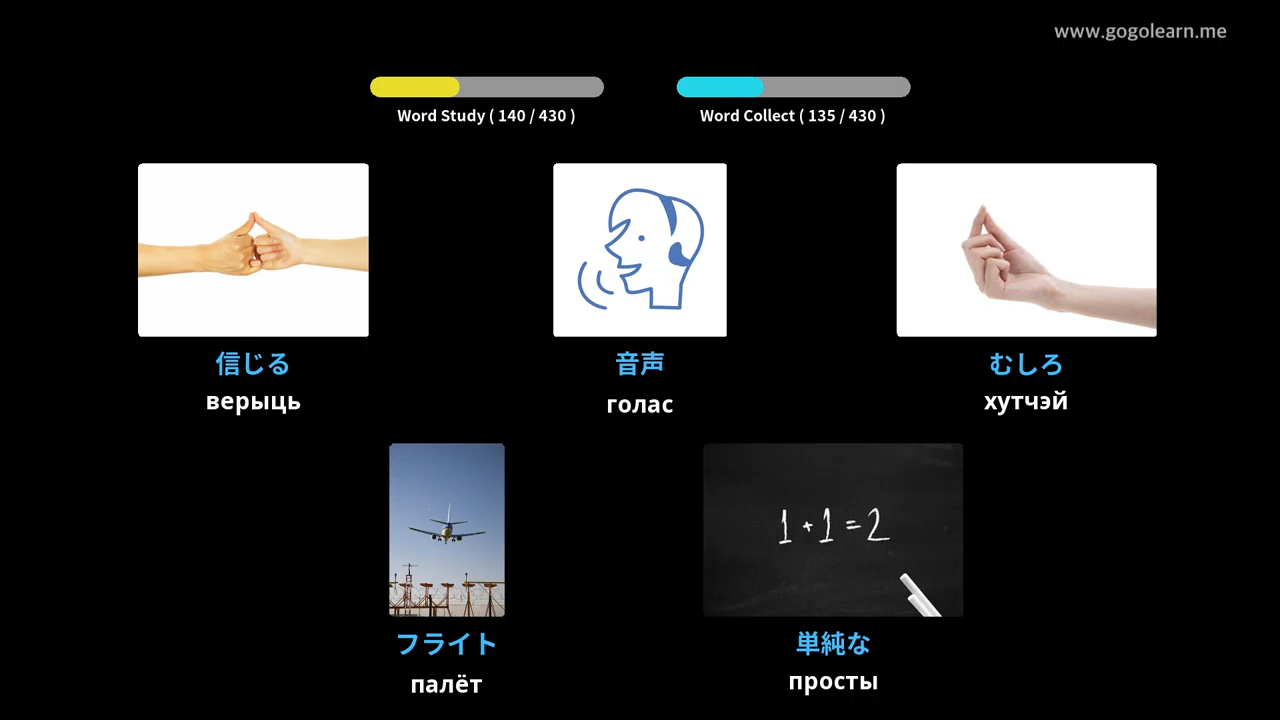 www.gogolearn.me
Word Study ( 140 / 430 )
Word Collect ( 135 / 430 )
信じる
верыць
音声
голас
むしろ
хутчэй
1 + 1 = 2
フライト
палёт
単純な
просты